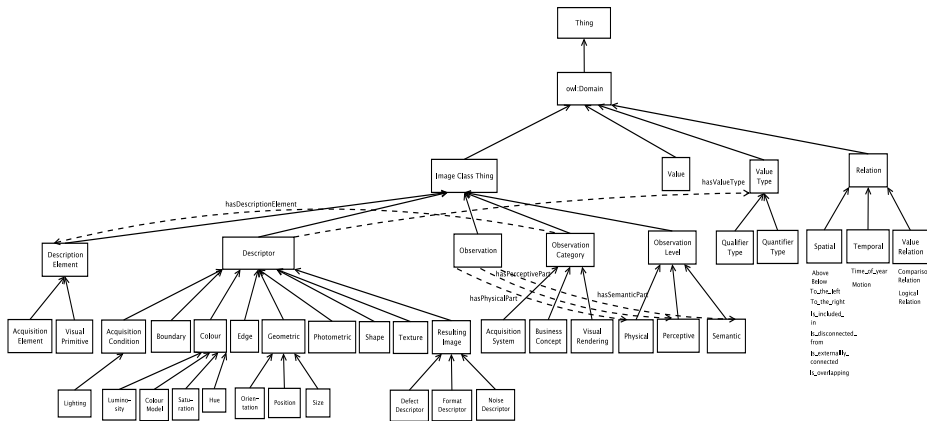 Thing
owl:Domain
Image Class Thing
Value
Value
Type
Relation
hasValueType
hasDescriptionElement
Description
Element
Descriptor
Observation
Observation
Category
Observation
Level
Qualifier
Type
Quantifier
Type
Spatial
Temporal
Value
Relation
hasPerceptivePart
hasPhysicalPart
hasSemanticPart
Above
Below
To_the_left
To_the_right
Is_included_
in
Is_disconnected_
from
Is_externallly_
connected
Is_overlapping
Time_of_year
Motion
Comparison
Relation
Logical
Relation
Acquisition
Element
Visual
Primitive
Acquisition
Condition
Boundary
Colour
Edge
Geometric
Photometric
Shape
Texture
Resulting
Image
Acquisition
System
Business
Concept
Visual
Rendering
Physical
Perceptive
Semantic
Lighting
Lumino-
sity
Colour
Model
Satu-
ration
Hue
Orien-
tation
Position
Size
Defect
Descriptor
Format
Descriptor
Noise
Descriptor